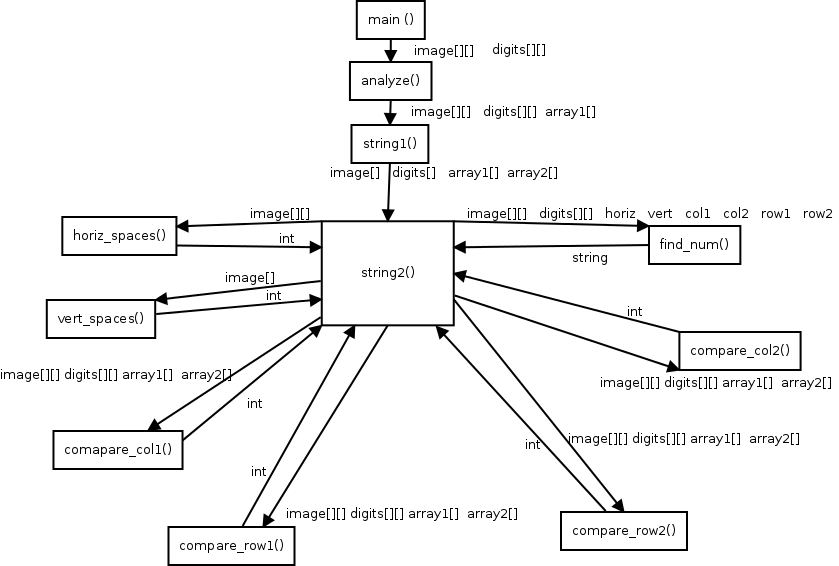 main ()
image[][] digits[][]
analyze()
image[][] digits[][] array1[]
string1()
image[] digits[] array1[] array2[]
image[][]
image[][] digits[][] horiz vert col1 col2 row1 row2
horiz_spaces()
int
string2()
find_num()
string
image[]
int
vert_spaces()
int
compare_col2()
image[][] digits[][] array1[] array2[]
image[][] digits[][] array1[] array2[]
int
comapare_col1()
image[][] digits[][] array1[] array2[]
int
int
image[][] digits[][] array1[] array2[]
compare_row1()
compare_row2()